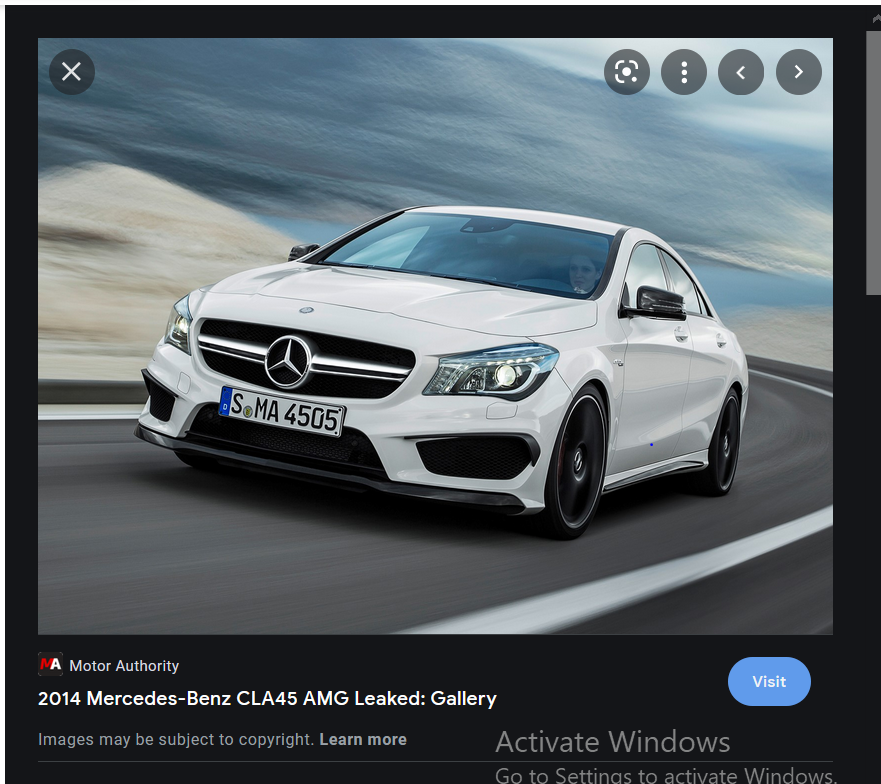 S MA 4505
MA Motor Authority
Visit
2014 Mercedes-Benz CLA45 AMG Leaked: Gallery
Images may be subject to copyright. Learn more
Activate Windows
Go to Settings to activate Windows.